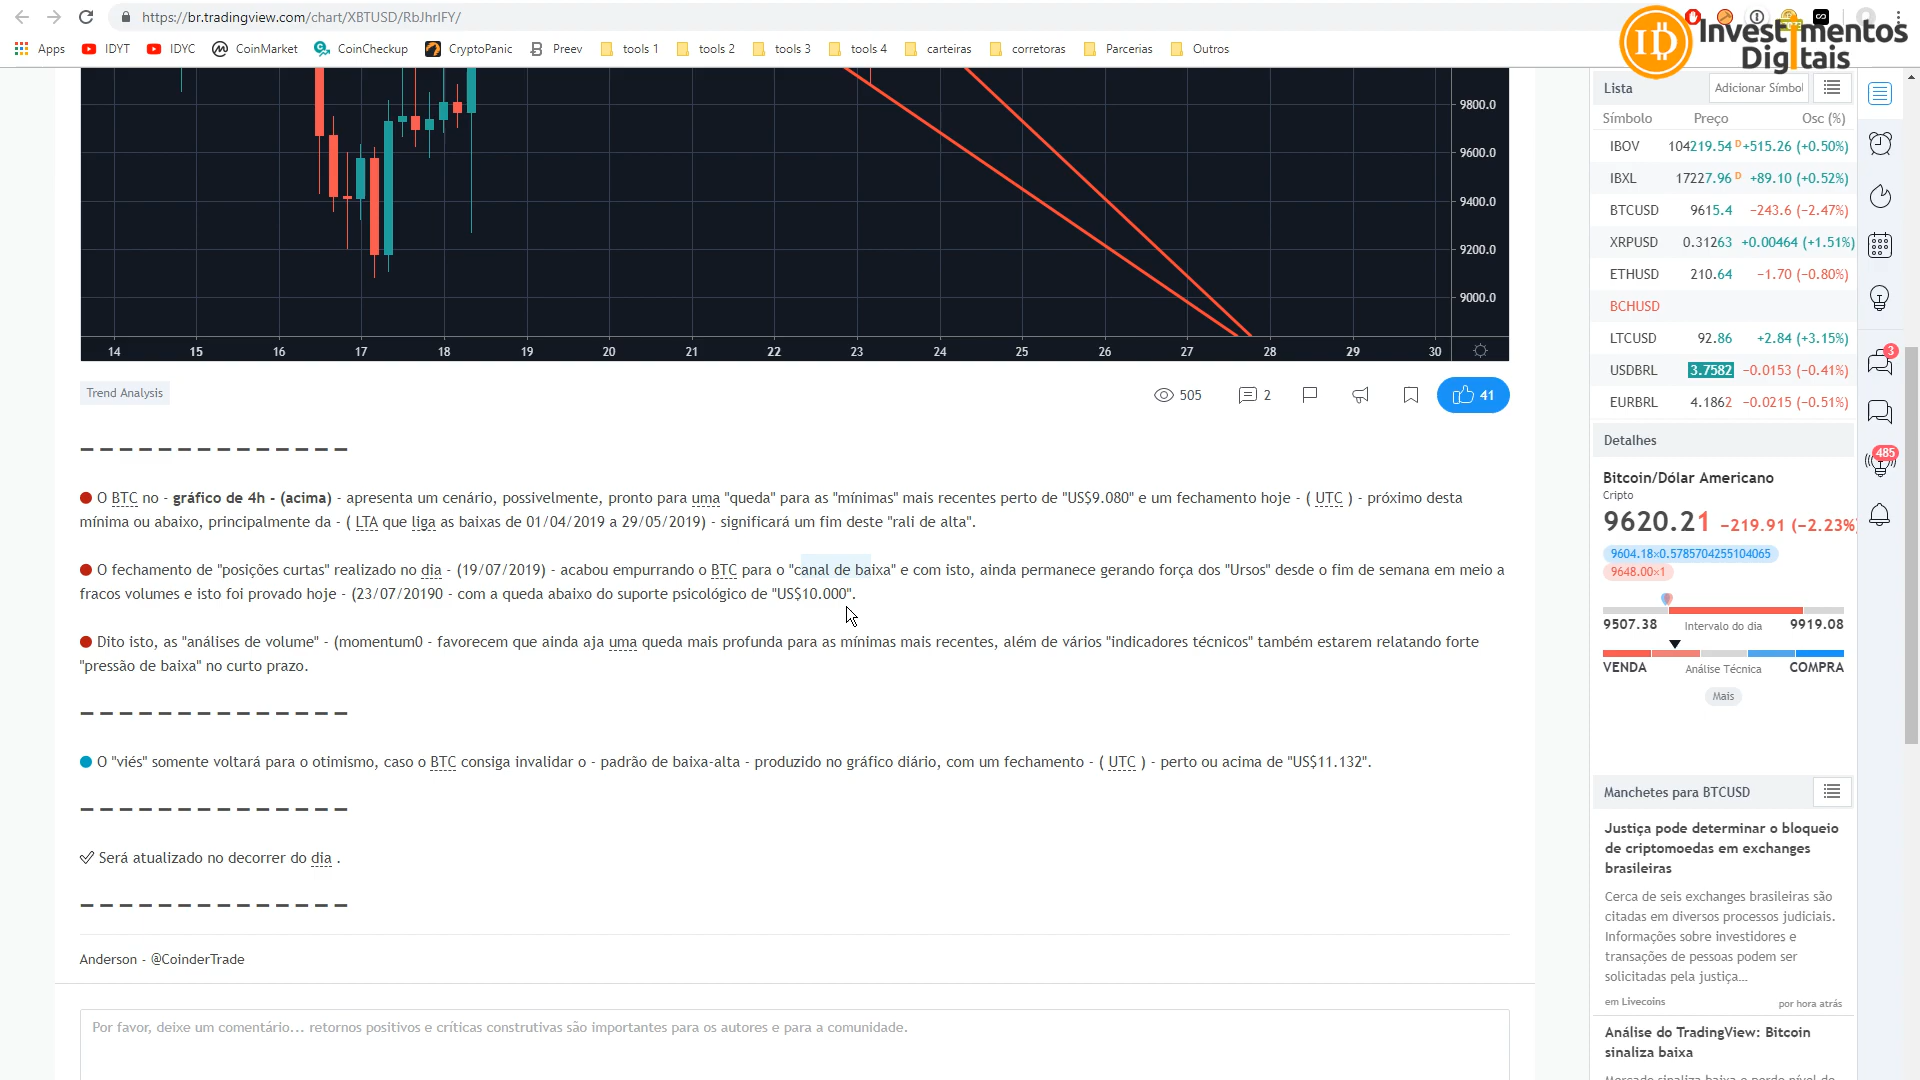 https://br.tradingview.com/chart/XBTUSD/RbJhrIFY/
Apps IDYT IDYC CoinMarket CoinCheckup CryptoPanic Preev tools 1 tools 2 tools 3 tools 4 carteiras corretoras Parcerias Outros
Investimentos
Digitais
9800.0
9600.0
9400.0
9200.0
9000.0
14 15 16 17 18 19 20 21 22 23 24 25 26 27 28 29 30
Trend Analysis
505 2 41
— — — — — — — — — — — — — —
O BTC no - gráfico de 4h - (acima) - apresenta um cenário, possivelmente, pronto para uma "queda" para as "mínimas" mais recentes perto de "US$9.080" e um fechamento hoje - ( UTC ) - próximo desta
mínima ou abaixo, principalmente da - ( LTA que liga as baixas de 01/04/2019 a 29/05/2019) - significará um fim deste "rali de alta".
O fechamento de "posições curtas" realizado no dia - (19/07/2019) - acabou empurrando o BTC para o "canal de baixa" e com isto, ainda permanece gerando força dos "Ursos" desde o fim de semana em meio a
fracos volumes e isto foi provado hoje - (23/07/20190 - com a queda abaixo do suporte psicológico de "US$10.000".
Dito isto, as "análises de volume" - (momentum0 - favorecem que ainda aja uma queda mais profunda para as mínimas mais recentes, além de vários "indicadores técnicos" também estarem relatando forte
"pressão de baixa" no curto prazo.
— — — — — — — — — — — — — —
O "viés" somente voltará para o otimismo, caso o BTC consiga invalidar o - padrão de baixa-alta - produzido no gráfico diário, com um fechamento - ( UTC ) - perto ou acima de "US$11.132".
— — — — — — — — — — — — — —
Será atualizado no decorrer do dia .
— — — — — — — — — — — — — —
Anderson - @CoinderTrade
Por favor, deixe um comentário... retornos positivos e críticas construtivas são importantes para os autores e para a comunidade.
Lista Adicionar Símbol
Símbolo Preço Osc (%)
IBOV 104219.54 D +515.26 (+0.50%)
IBXL 17227.96 D +89.10 (+0.52%)
BTCUSD 9615.4 −243.6 (−2.47%)
XRPUSD 0.31263 +0.00464 (+1.51%)
ETHUSD 210.64 −1.70 (−0.80%)
BCHUSD
LTCUSD 92.86 +2.84 (+3.15%)
USDBRL 3.7582 −0.0153 (−0.41%)
EURBRL 4.1862 −0.0215 (−0.51%)
Detalhes
Bitcoin/Dólar Americano
Cripto
9620.21 −219.91 (−2.23%
9604.18×0.5785704255104065
9648.00×1
9507.38 Intervalo do dia 9919.08
VENDA Análise Técnica COMPRA
Mais
Manchetes para BTCUSD
Justiça pode determinar o bloqueio
de criptomoedas em exchanges
brasileiras
Cerca de seis exchanges brasileiras são
citadas em diversos processos judiciais.
Informações sobre investidores e
transações de pessoas podem ser
solicitadas pela justiça...
em Livecoins por hora atrás
Análise do TradingView: Bitcoin
sinaliza baixa
3
485